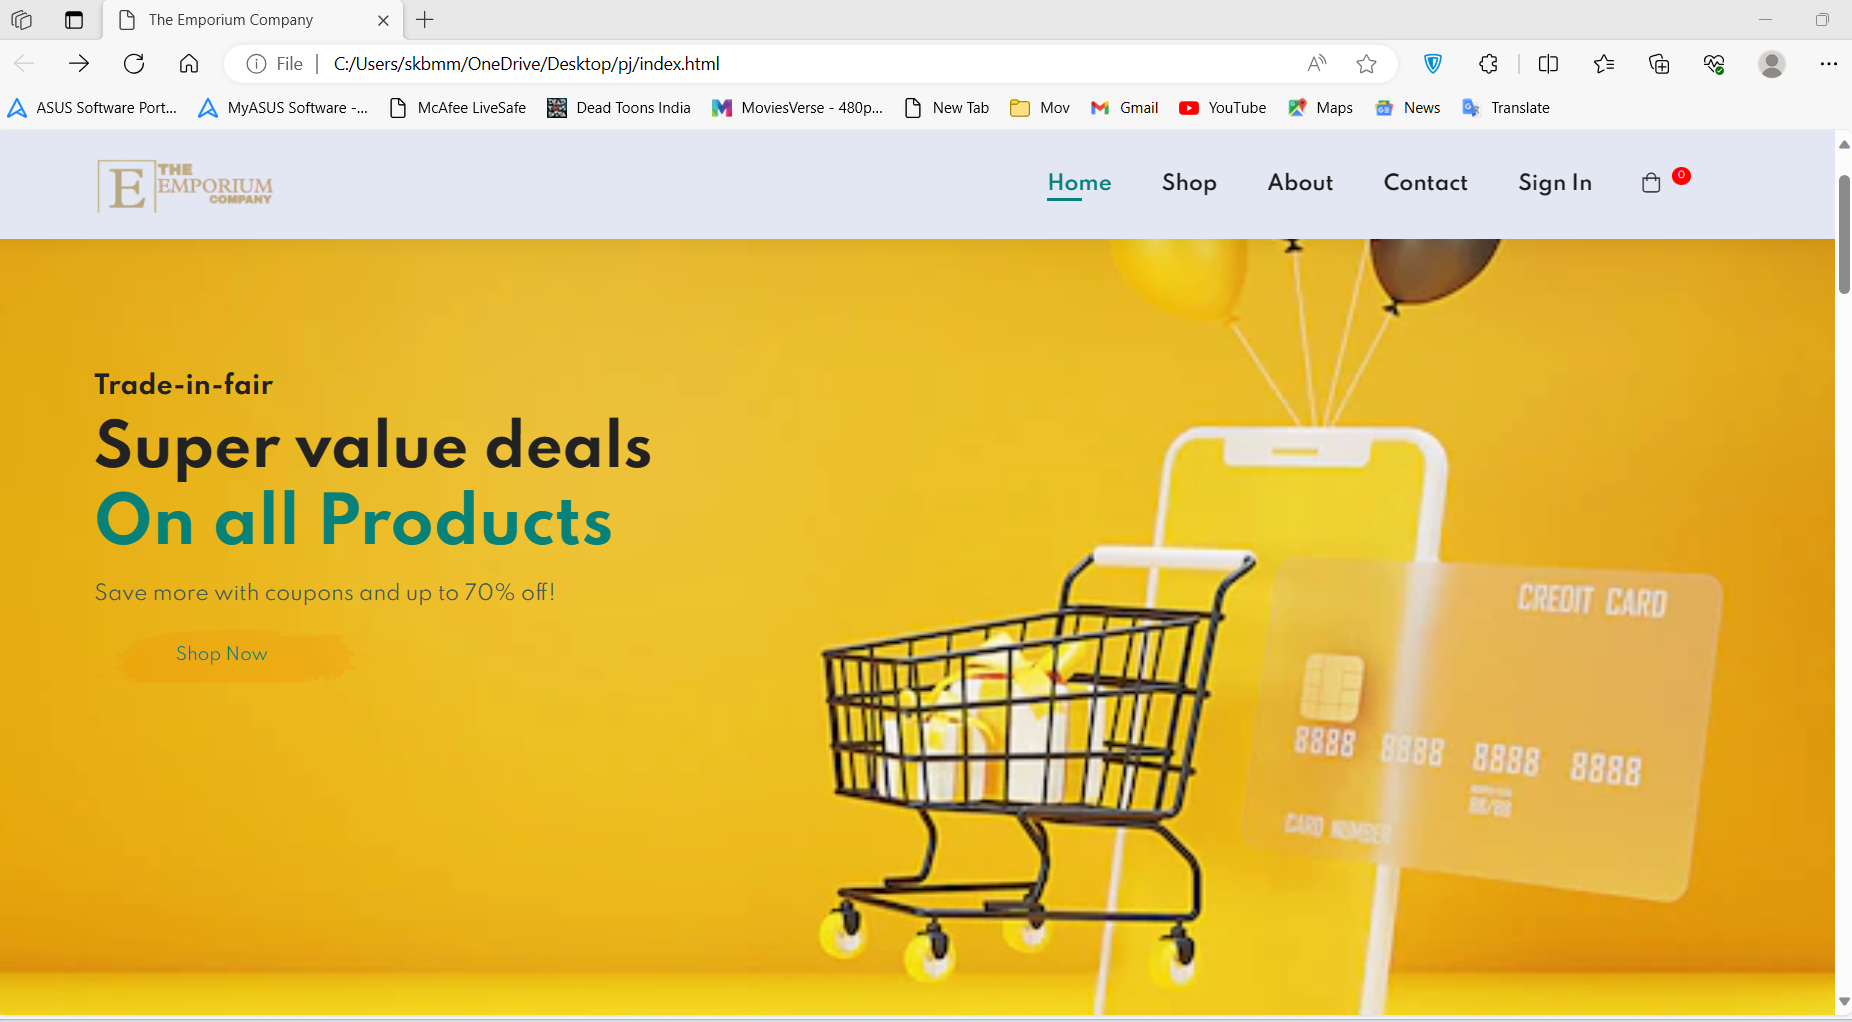 The Emporium Company
File | C:/Users/skbmm/OneDrive/Desktop/pj/index.html
ASUS Software Port... MyASUS Software -... McAfee LiveSafe Dead Toons India MoviesVerse - 480p... New Tab Mov Gmail YouTube Maps News Translate
E THE
EMPORIUM
COMPANY
Home Shop About Contact Sign In 0
Trade-in-fair
Super value deals
On all Products
Save more with coupons and up to 70% off!
Shop Now
CREDIT CARD
8888 8888 8888 8888
88/88
CARD NUMBER